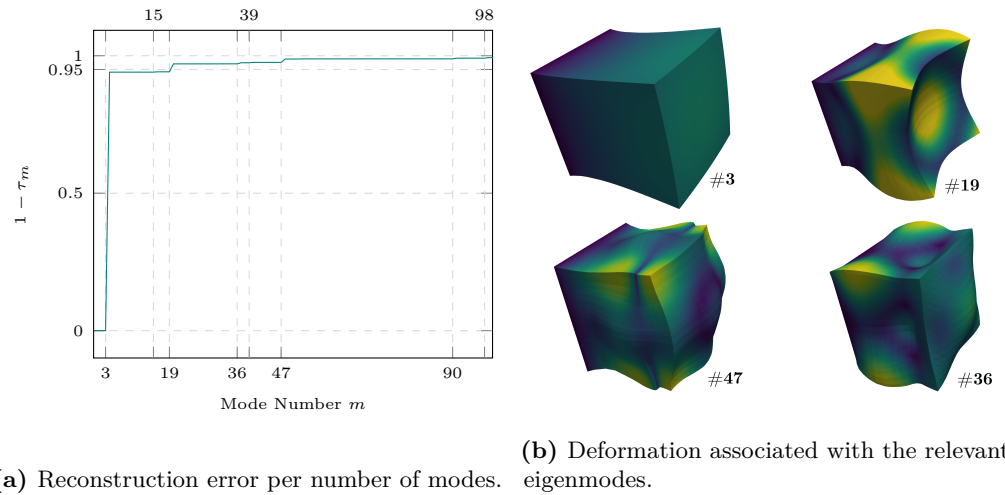 15 39 98
1
0.95
0.5
0
1 − τm
3 19 36 47 90
Mode Number m
#3
#19
#47
#36
(a) Reconstruction error per number of modes.
(b) Deformation associated with the relevant
eigenmodes.